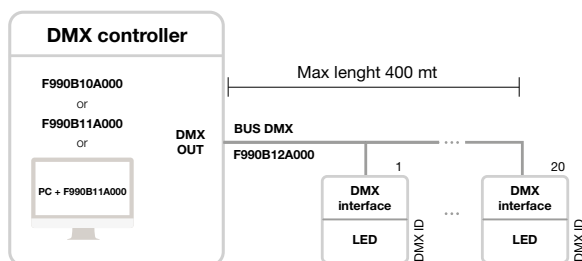 DMX controller
F990B10A000
or
F990B11A000
or
PC + F990B11A000
DMX
OUT
Max lenght 400 mt
BUS DMX
F990B12A000
...
1
20
DMX
interface
LED
DMX ID
...
DMX
interface
LED
DMX ID